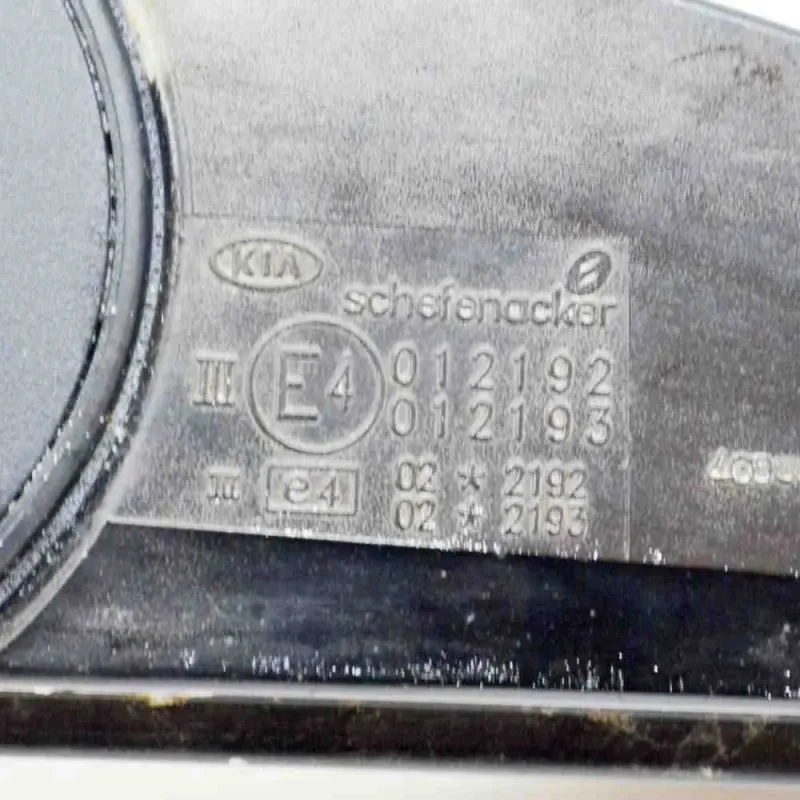 KIA
schefenacker
III E4 012192
012193
III e4 02 * 2192
02 * 2193